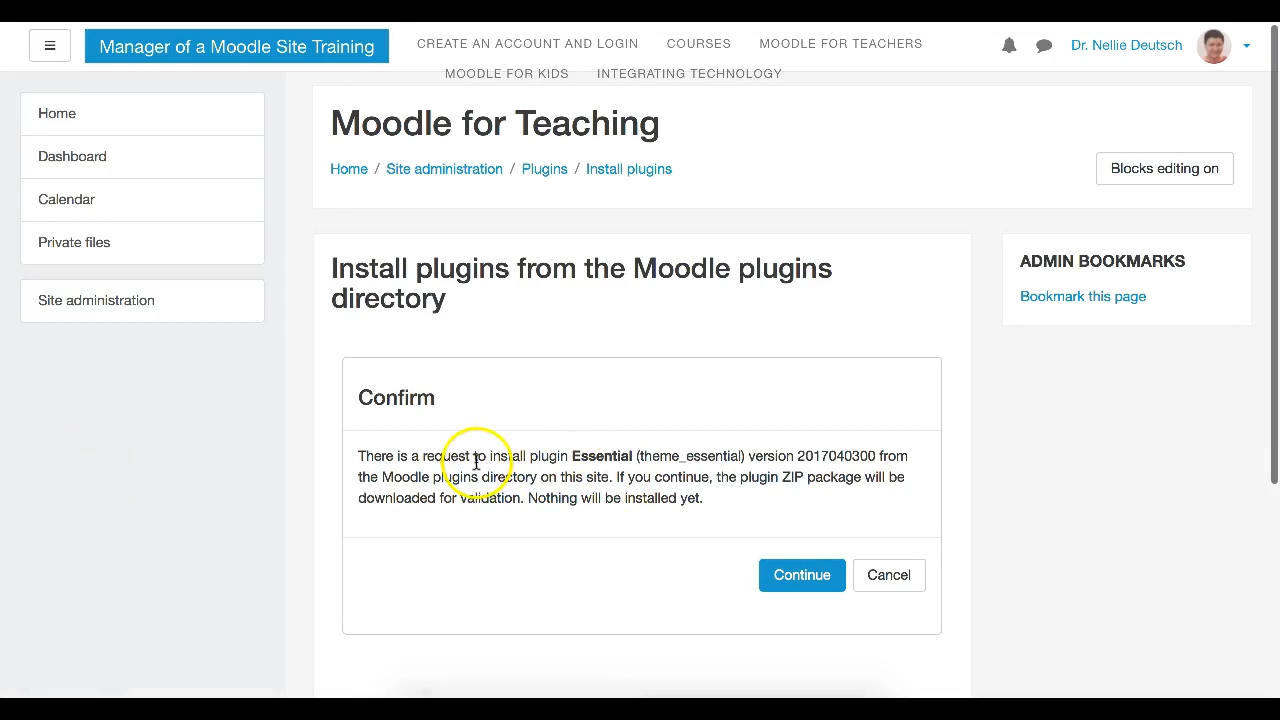 Manager of a Moodle Site Training
CREATE AN ACCOUNT AND LOGIN COURSES MOODLE FOR TEACHERS
MOODLE FOR KIDS INTEGRATING TECHNOLOGY
Dr. Nellie Deutsch
Home
Dashboard
Calendar
Private files
Site administration
Moodle for Teaching
Home / Site administration / Plugins / Install plugins
Blocks editing on
Install plugins from the Moodle plugins
directory
Confirm
There is a request to install plugin Essential (theme_essential) version 2017040300 from
the Moodle plugins directory on this site. If you continue, the plugin ZIP package will be
downloaded for validation. Nothing will be installed yet.
Continue Cancel
ADMIN BOOKMARKS
Bookmark this page